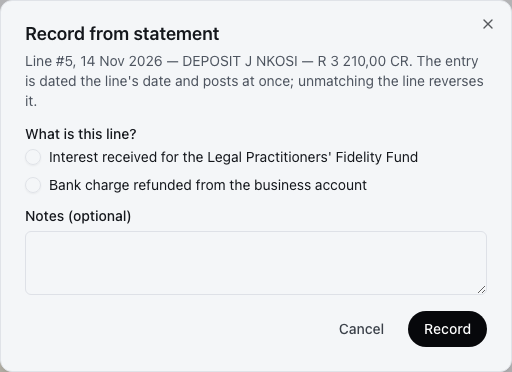 Record from statement
Line #5, 14 Nov 2026 — DEPOSIT J NKOSI — R 3 210,00 CR. The entry
is dated the line's date and posts at once; unmatching the line reverses
it.
What is this line?
Interest received for the Legal Practitioners' Fidelity Fund
Bank charge refunded from the business account
Notes (optional)
Cancel
Record